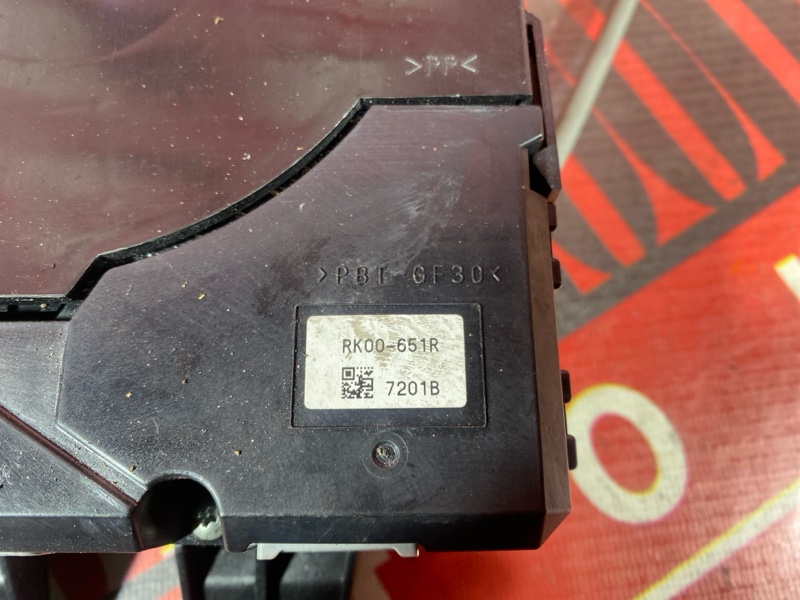 >PP<
>PBT-GF30<
RK00-651R
7201B